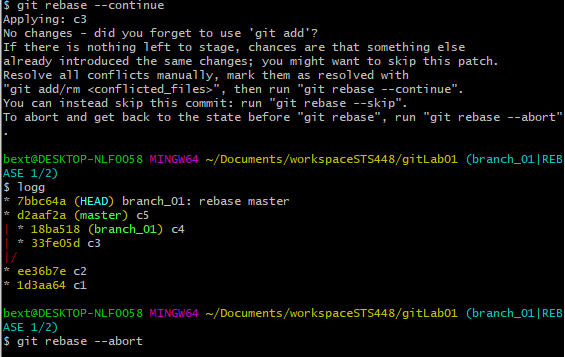 $ git rebase --continue
Applying: c3
No changes - did you forget to use 'git add'?
If there is nothing left to stage, chances are that something else
already introduced the same changes; you might want to skip this patch.
Resolve all conflicts manually, mark them as resolved with
"git add/rm <conflicted_files>", then run "git rebase --continue".
You can instead skip this commit: run "git rebase --skip".
To abort and get back to the state before "git rebase", run "git rebase --abort"
.
bext@DESKTOP-NLF0058 MINGW64 ~/Documents/workspaceSTS448/gitLab01 (branch_01|REB
ASE 1/2)
$ logg
* 7bbc64a (HEAD) branch_01: rebase master
* d2aaf2a (master) c5
| * 18ba518 (branch_01) c4
| * 33fe05d c3
|/
* ee36b7e c2
* 1d3aa64 c1
bext@DESKTOP-NLF0058 MINGW64 ~/Documents/workspaceSTS448/gitLab01 (branch_01|REB
ASE 1/2)
$ git rebase --abort